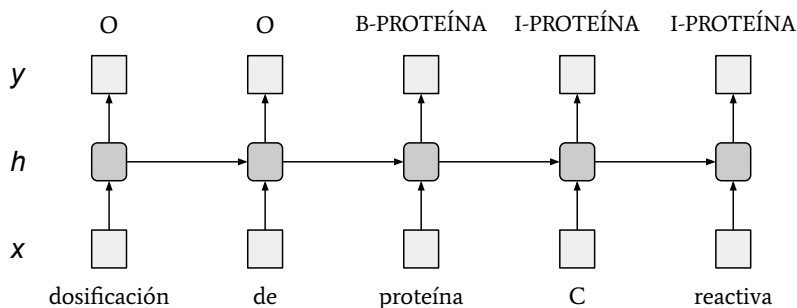 O O B-PROTEÍNA I-PROTEÍNA I-PROTEÍNA
y
h
x
dosificación de proteína C reactiva